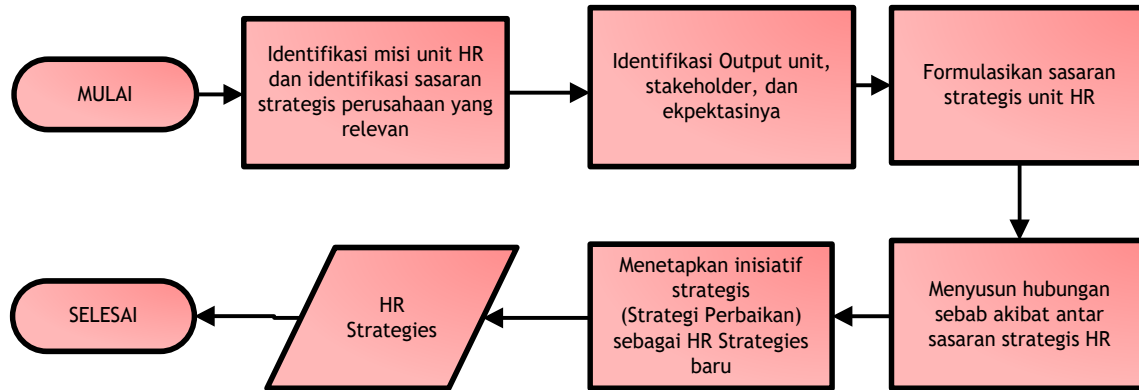 MULAI
Identifikasi misi unit HR
dan identifikasi sasaran
strategis perusahaan yang
relevan
Identifikasi Output unit,
stakeholder, dan
ekpektasinya
Formulasikan sasaran
strategis unit HR
Menyusun hubungan
sebab akibat antar
sasaran strategis HR
Menetapkan inisiatif
strategis
(Strategi Perbaikan)
sebagai HR Strategies
baru
HR
Strategies
SELESAI